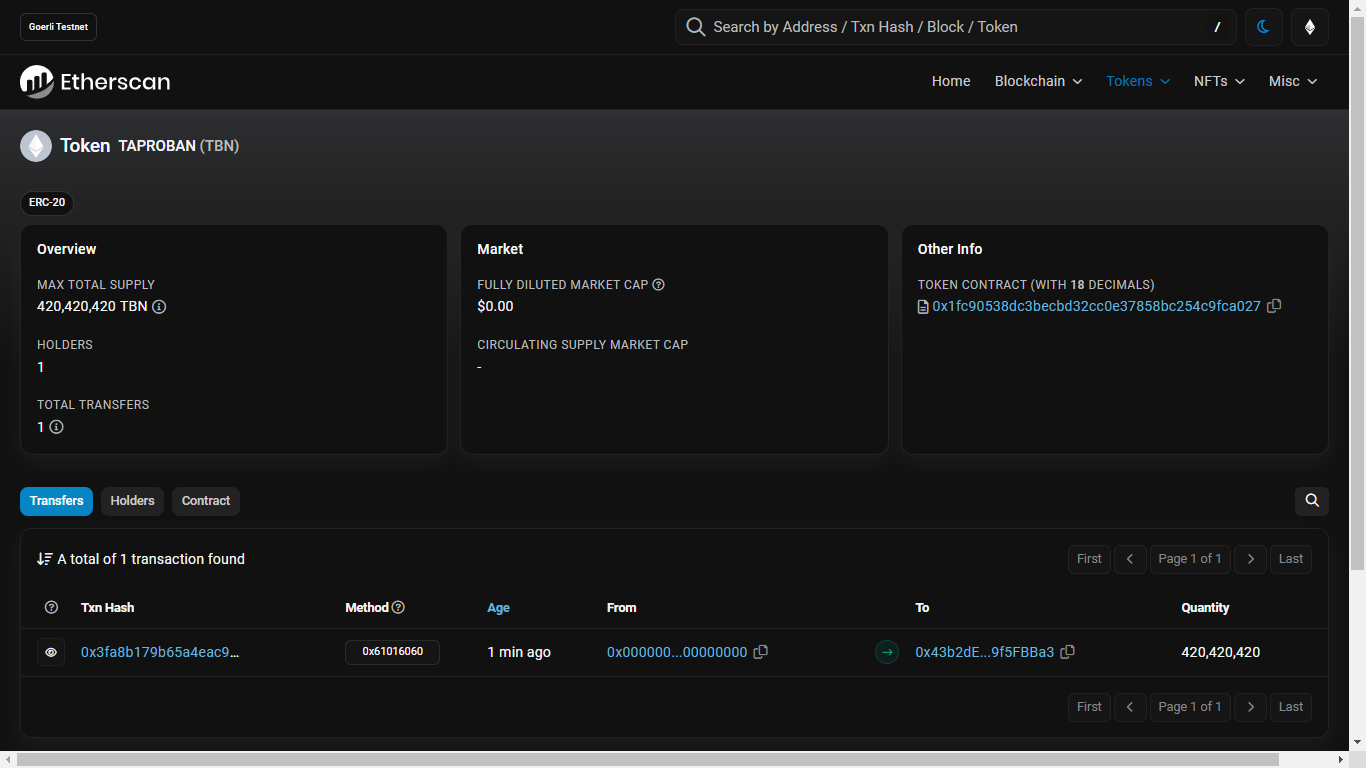 Goerli Testnet
Search by Address / Txn Hash / Block / Token /
Etherscan
Home Blockchain Tokens NFTs Misc
Token TAPROBAN (TBN)
ERC-20
Overview
MAX TOTAL SUPPLY
420,420,420 TBN
HOLDERS
1
TOTAL TRANSFERS
1
Market
FULLY DILUTED MARKET CAP
$0.00
CIRCULATING SUPPLY MARKET CAP
-
Other Info
TOKEN CONTRACT (WITH 18 DECIMALS)
0x1fc90538dc3becbd32cc0e37858bc254c9fca027
Transfers Holders Contract
A total of 1 transaction found
First Page 1 of 1 Last
Txn Hash Method Age From To Quantity
0x3fa8b179b65a4eac9... 0x61016060 1 min ago 0x000000...00000000 0x43b2dE...9f5FBBa3 420,420,420
First Page 1 of 1 Last